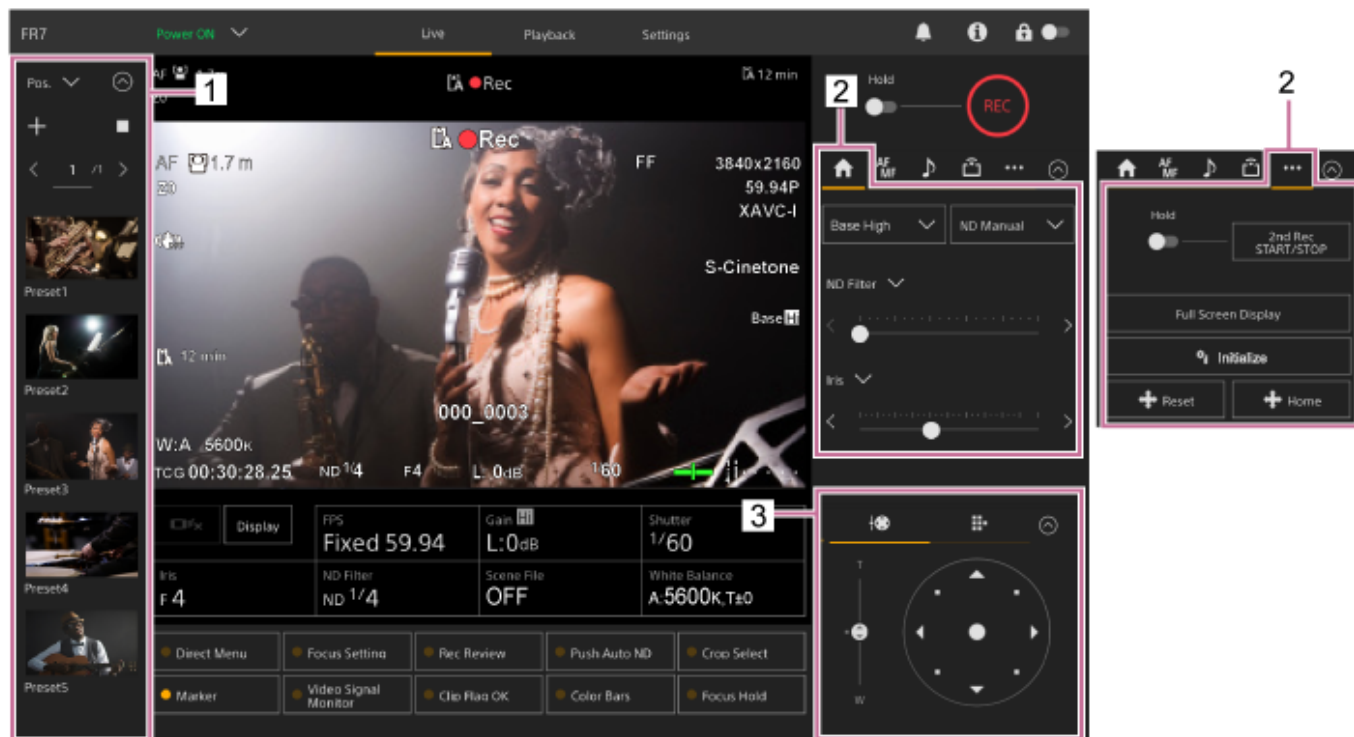 FR7
Power ON
Live
Playback
Settings
Pos.
1
1 /1
Preset1
Preset2
Preset3
Preset4
Preset5
A Rec
A 12 min
A Rec
AF 1.7 m
Z0
FF
3840x2160
59.94P
XAVC-I
S-Cinetone
Base Hi
A 12 min
000_0003
W:A 5600K
TCG 00:30:28.25
ND 1/4
F4
L: 0dB
1/60
Display
FPS
Fixed 59.94
Gain Hi
L:0dB
Shutter
1/60
Iris
F 4
ND Filter
ND 1/4
Scene File
OFF
White Balance
A:5600K,T±0
Direct Menu
Focus Setting
Rec Review
Push Auto ND
Crop Select
Marker
Video Signal
Monitor
Clip Flag OK
Color Bars
Focus Hold
2
Hold
REC
AF
MF
Base High
ND Manual
ND Filter
Iris
3
T
W
2
AF
MF
Hold
2nd Rec
START/STOP
Full Screen Display
Initialize
Reset
Home